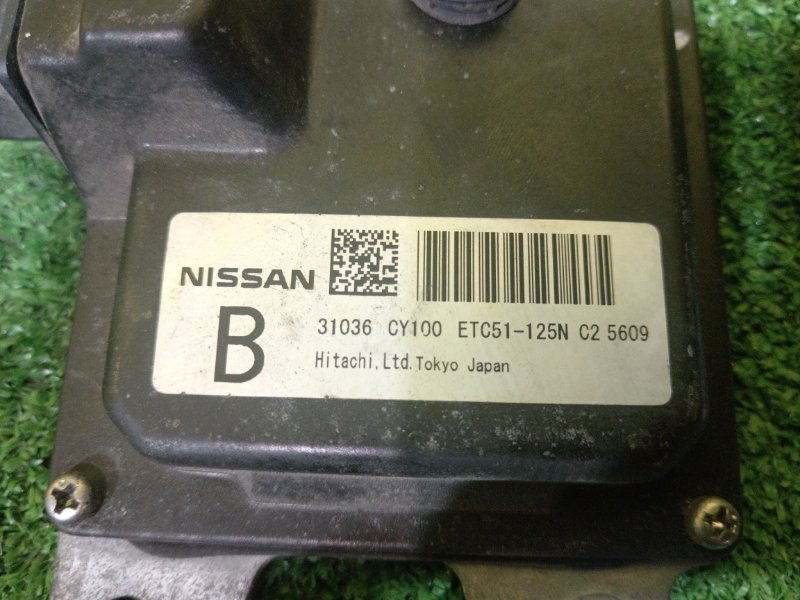 NISSAN
B
31036 CY100 ETC51-125N C2 5609
Hitachi,Ltd.Tokyo Japan